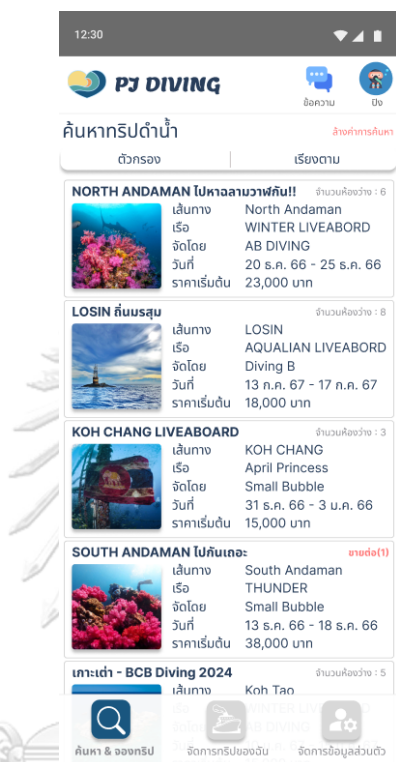 12:30
PJ DIVING
ข้อความ
ปิง
ค้นหาทริปดำน้ำ
ล้างค่าการค้นหา
ตัวกรอง
เรียงตาม
NORTH ANDAMAN ไปหาฉลามวาฬกัน!! จำนวนห้องว่าง : 6
เส้นทาง North Andaman
เรือ WINTER LIVEABORD
จัดโดย AB DIVING
วันที่ 20 ธ.ค. 66 - 25 ธ.ค. 66
ราคาเริ่มต้น 23,000 บาท
LOSIN ถิ่นมรสุม จำนวนห้องว่าง : 8
เส้นทาง LOSIN
เรือ AQUALIAN LIVEABORD
จัดโดย Diving B
วันที่ 13 ก.ค. 67 - 17 ก.ค. 67
ราคาเริ่มต้น 18,000 บาท
KOH CHANG LIVEABOARD จำนวนห้องว่าง : 3
เส้นทาง KOH CHANG
เรือ April Princess
จัดโดย Small Bubble
วันที่ 31 ธ.ค. 66 - 3 ม.ค. 66
ราคาเริ่มต้น 15,000 บาท
SOUTH ANDAMAN ไปกันเถอะ ขายต่อ(1)
เส้นทาง South Andaman
เรือ THUNDER
จัดโดย Small Bubble
วันที่ 13 ธ.ค. 66 - 18 ธ.ค. 66
ราคาเริ่มต้น 38,000 บาท
เกาะเต่า - BCB Diving 2024 จำนวนห้องว่าง : 5
เส้นทาง Koh Tao
ค้นหา & จองทริป
จัดการทริปของฉัน
จัดการข้อมูลส่วนตัว